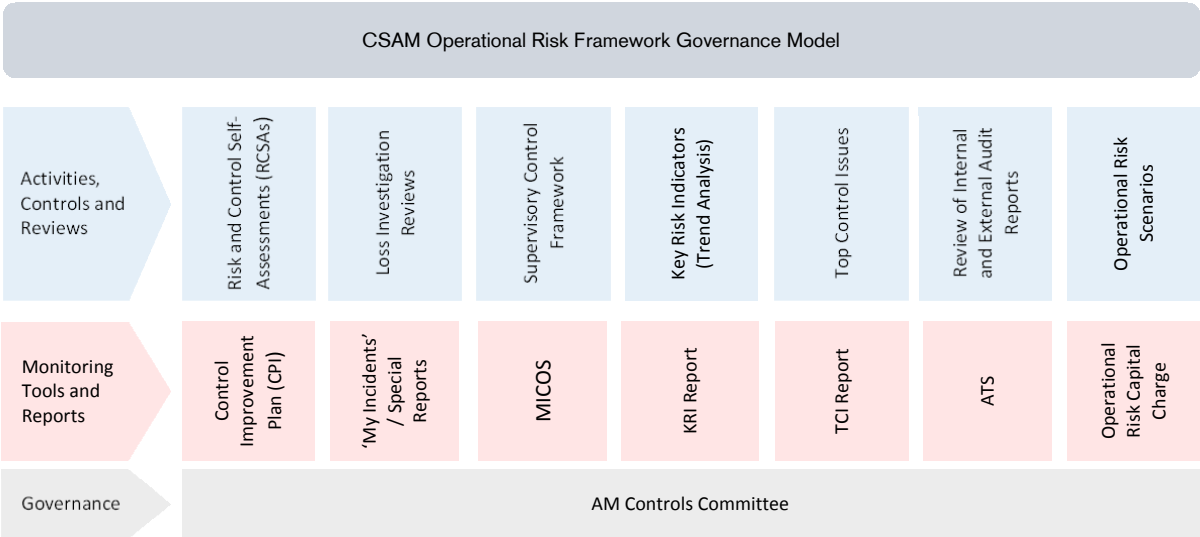 CSAM Operational Risk Framework Governance Model
Activities,
Controls and
Reviews
Risk and Control Self-
Assessments (RCSAs)
Loss Investigation
Reviews
Supervisory Control
Framework
Key Risk Indicators
(Trend Analysis)
Top Control Issues
Review of Internal
and External Audit
Reports
Operational Risk
Scenarios
Monitoring
Tools and
Reports
Control
Improvement
Plan (CPI)
‘My Incidents’
/ Special
Reports
MICOS
KRI Report
TCI Report
ATS
Operational
Risk Capital
Charge
Governance
AM Controls Committee